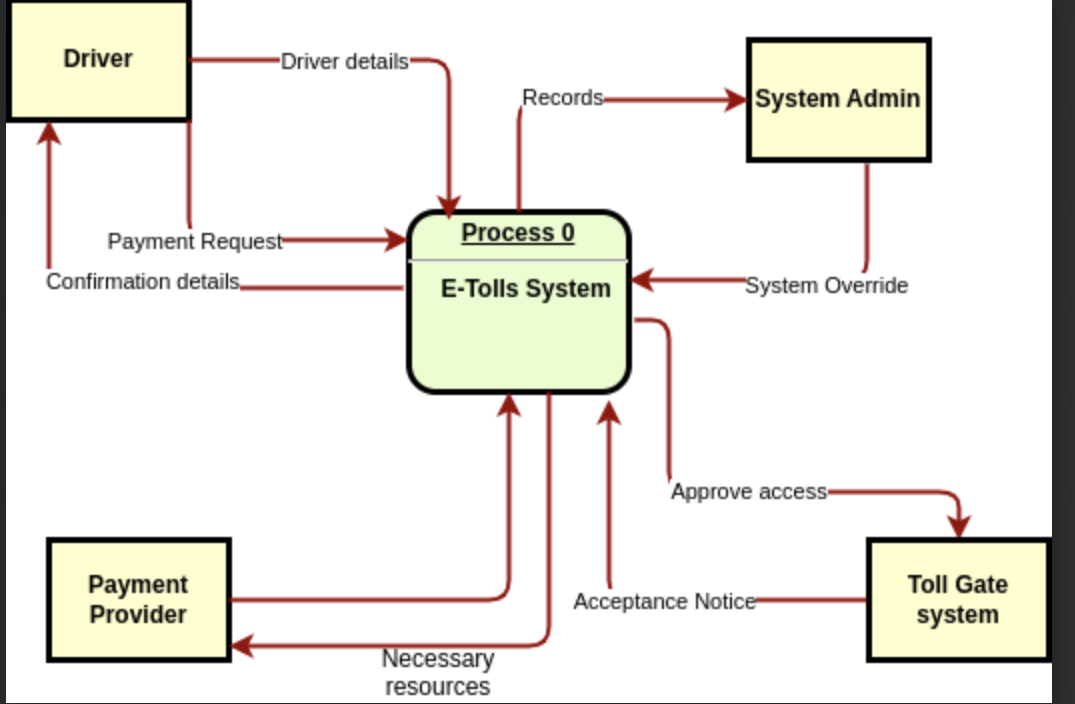 Driver
Driver details
Records
System Admin
Payment Request
Process 0
Confirmation details
E-Tolls System
System Override
Approve access
Payment
Provider
Acceptance Notice
Toll Gate
system
Necessary
resources